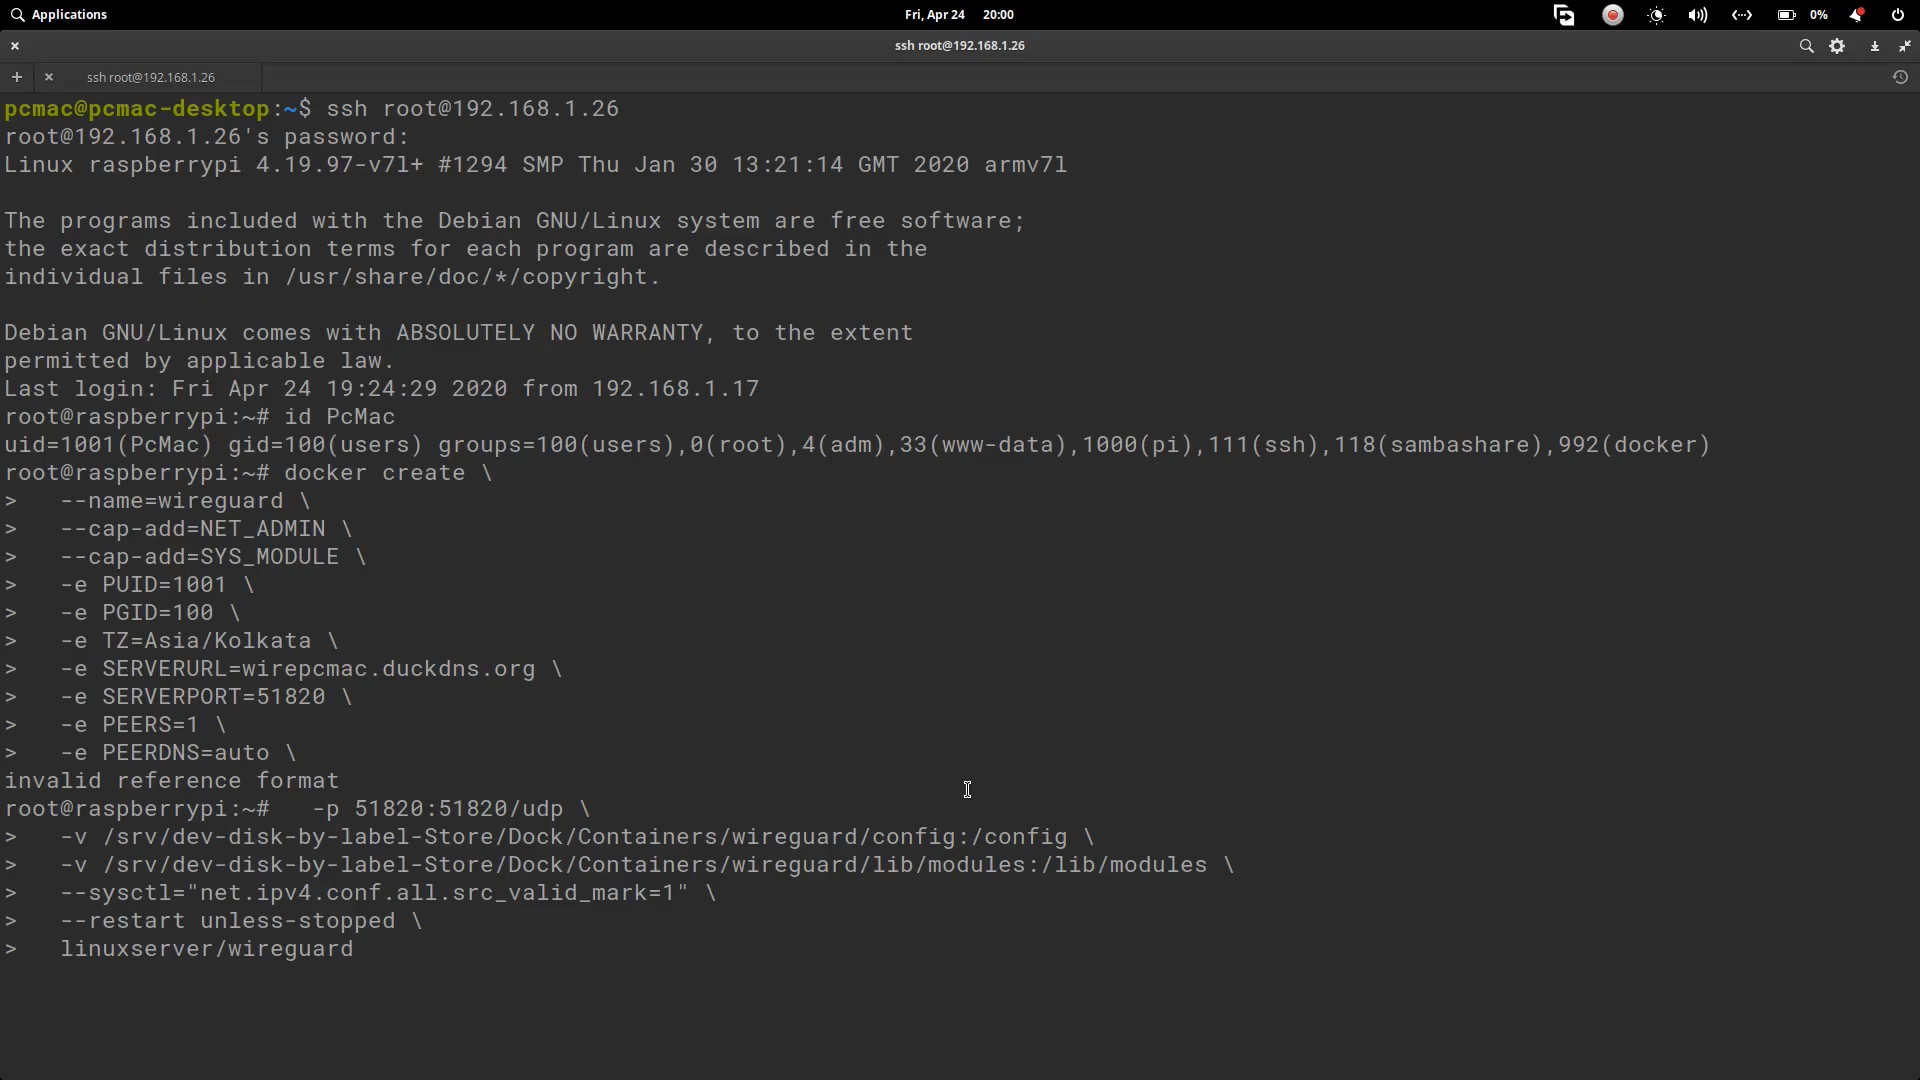 Applications
Fri, Apr 24 20:00
0%
ssh root@192.168.1.26
ssh root@192.168.1.26
pcmac@pcmac-desktop:~$ ssh root@192.168.1.26
root@192.168.1.26's password:
Linux raspberrypi 4.19.97-v7l+ #1294 SMP Thu Jan 30 13:21:14 GMT 2020 armv7l
The programs included with the Debian GNU/Linux system are free software;
the exact distribution terms for each program are described in the
individual files in /usr/share/doc/*/copyright.
Debian GNU/Linux comes with ABSOLUTELY NO WARRANTY, to the extent
permitted by applicable law.
Last login: Fri Apr 24 19:24:29 2020 from 192.168.1.17
root@raspberrypi:~# id PcMac
uid=1001(PcMac) gid=100(users) groups=100(users),0(root),4(adm),33(www-data),1000(pi),111(ssh),118(sambashare),992(docker)
root@raspberrypi:~# docker create \
>   --name=wireguard \
>   --cap-add=NET_ADMIN \
>   --cap-add=SYS_MODULE \
>   -e PUID=1001 \
>   -e PGID=100 \
>   -e TZ=Asia/Kolkata \
>   -e SERVERURL=wirepcmac.duckdns.org \
>   -e SERVERPORT=51820 \
>   -e PEERS=1 \
>   -e PEERDNS=auto \
invalid reference format
root@raspberrypi:~#   -p 51820:51820/udp \
>   -v /srv/dev-disk-by-label-Store/Dock/Containers/wireguard/config:/config \
>   -v /srv/dev-disk-by-label-Store/Dock/Containers/wireguard/lib/modules:/lib/modules \
>   --sysctl="net.ipv4.conf.all.src_valid_mark=1" \
>   --restart unless-stopped \
>   linuxserver/wireguard